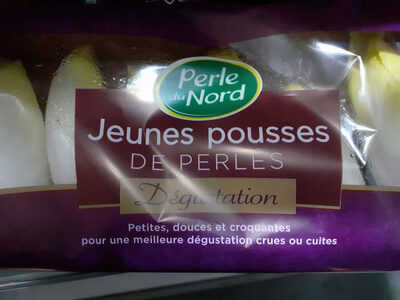 Perle
du Nord
Jeunes pousses
DE PERLES
Dégustation
Petites, douces et croquantes
pour une meilleure dégustation crues ou cuites